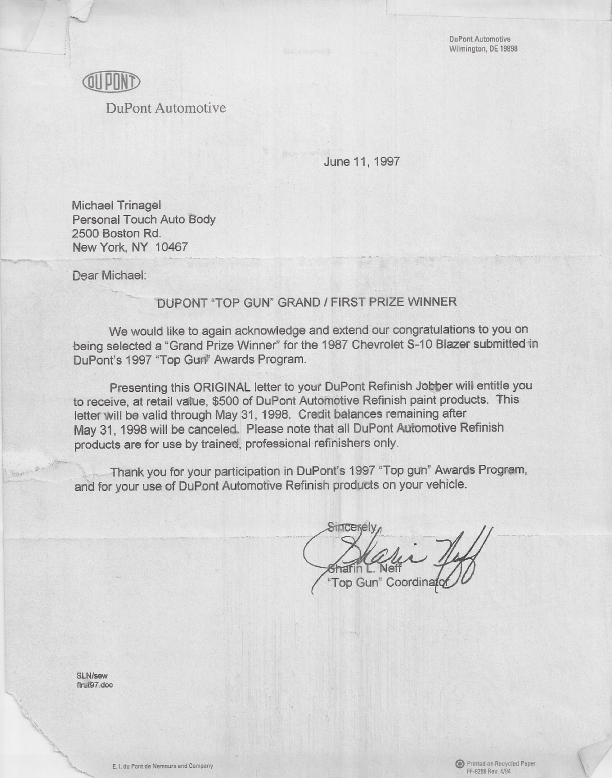 DuPont Automotive
Wilmington, DE 19898
DU PONT
DuPont Automotive
June 11, 1997
Michael Trinagel
Personal Touch Auto Body
2500 Boston Rd.
New York, NY 10467
Dear Michael:
DUPONT "TOP GUN" GRAND / FIRST PRIZE WINNER
We would like to again acknowledge and extend our congratulations to you on
being selected a "Grand Prize Winner" for the 1987 Chevrolet S-10 Blazer submitted in
DuPont's 1997 "Top Gun" Awards Program.
Presenting this ORIGINAL letter to your DuPont Refinish Jobber will entitle you
to receive, at retail value, $500 of DuPont Automotive Refinish paint products. This
letter will be valid through May 31, 1998. Credit balances remaining after
May 31, 1998 will be canceled. Please note that all DuPont Automotive Refinish
products are for use by trained, professional refinishers only.
Thank you for your participation in DuPont's 1997 "Top gun" Awards Program,
and for your use of DuPont Automotive Refinish products on your vehicle.
Sincerely,
Sharin Neff
Sharin L. Neff
"Top Gun" Coordinator
SLN/sew
E. I. du Pont de Nemours and Company
Printed on Recycled Paper
Rev. 4/94